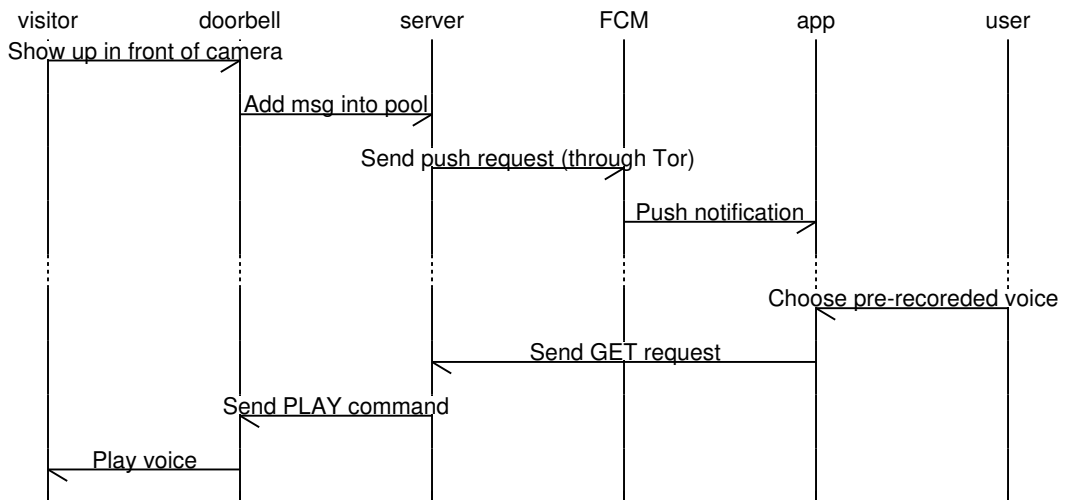 visitor doorbell server FCM app user
Show up in front of camera
Add msg into pool
Send push request (through Tor)
Push notification
Choose pre-recoreded voice
Send GET request
Send PLAY command
Play voice